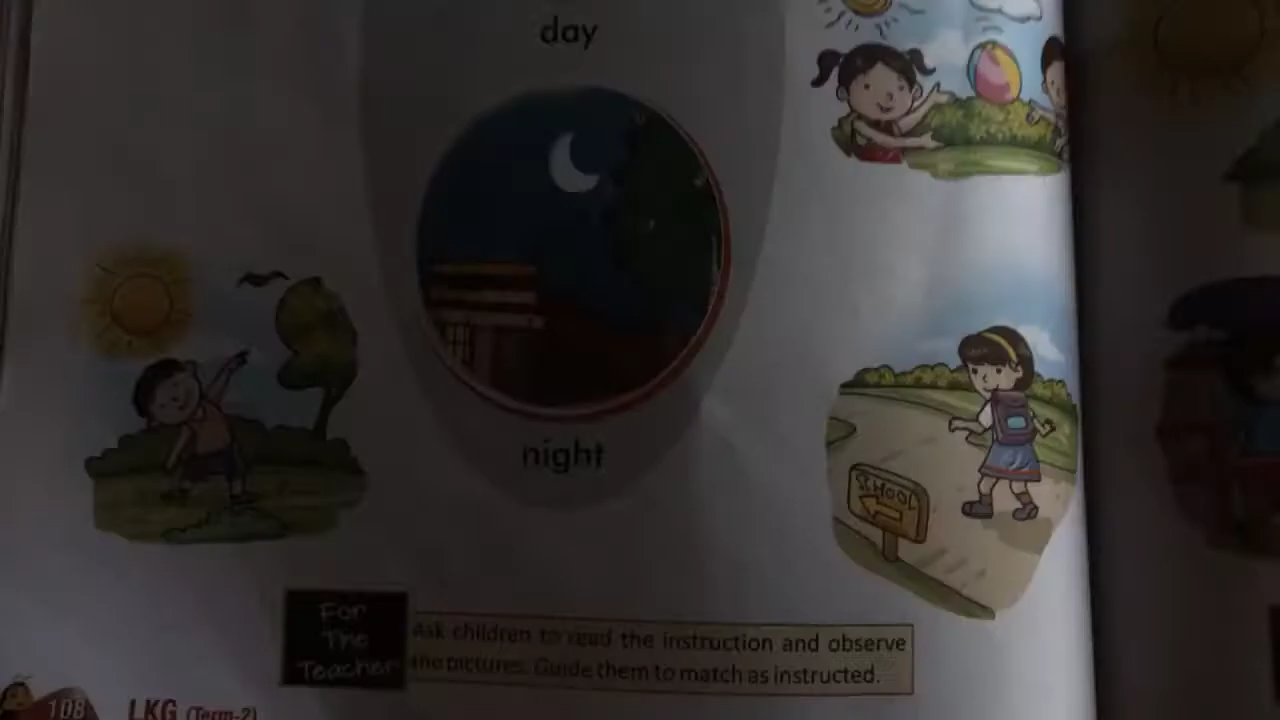 day
night
SCHOOL
For
The
Teacher
Ask children to read the instruction and observe
the pictures. Guide them to match as instructed.
108 LKG (Term-2)